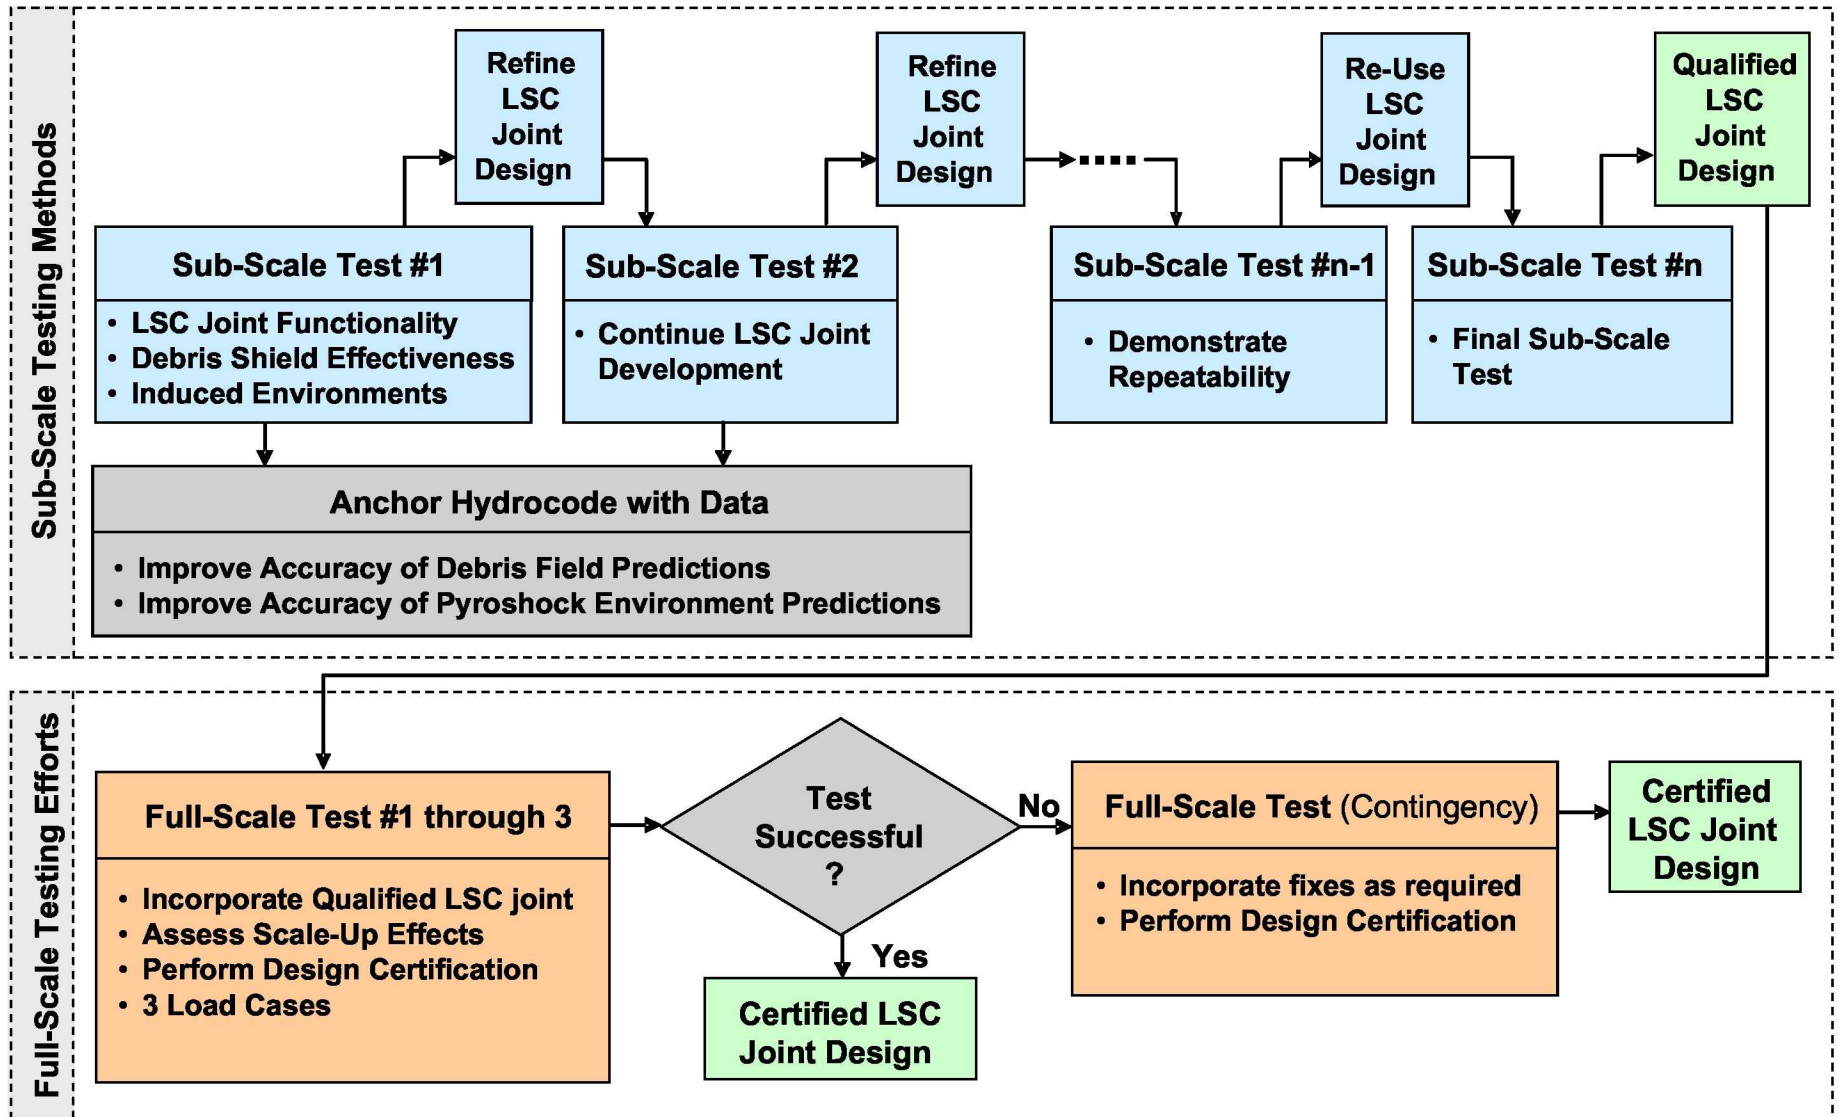 Sub-Scale Testing Methods
Refine
LSC
Joint
Design
Refine
LSC
Joint
Design
Re-Use
LSC
Joint
Design
Qualified
LSC
Joint
Design
Sub-Scale Test #1
• LSC Joint Functionality
• Debris Shield Effectiveness
• Induced Environments
Sub-Scale Test #2
• Continue LSC Joint
Development
Sub-Scale Test #n-1
• Demonstrate
Repeatability
Sub-Scale Test #n
• Final Sub-Scale
Test
Anchor Hydrocode with Data
• Improve Accuracy of Debris Field Predictions
• Improve Accuracy of Pyroshock Environment Predictions
Full-Scale Testing Efforts
Full-Scale Test #1 through 3
• Incorporate Qualified LSC joint
• Assess Scale-Up Effects
• Perform Design Certification
• 3 Load Cases
Test
Successful
?
No
Yes
Certified LSC
Joint Design
Full-Scale Test (Contingency)
• Incorporate fixes as required
• Perform Design Certification
Certified
LSC Joint
Design